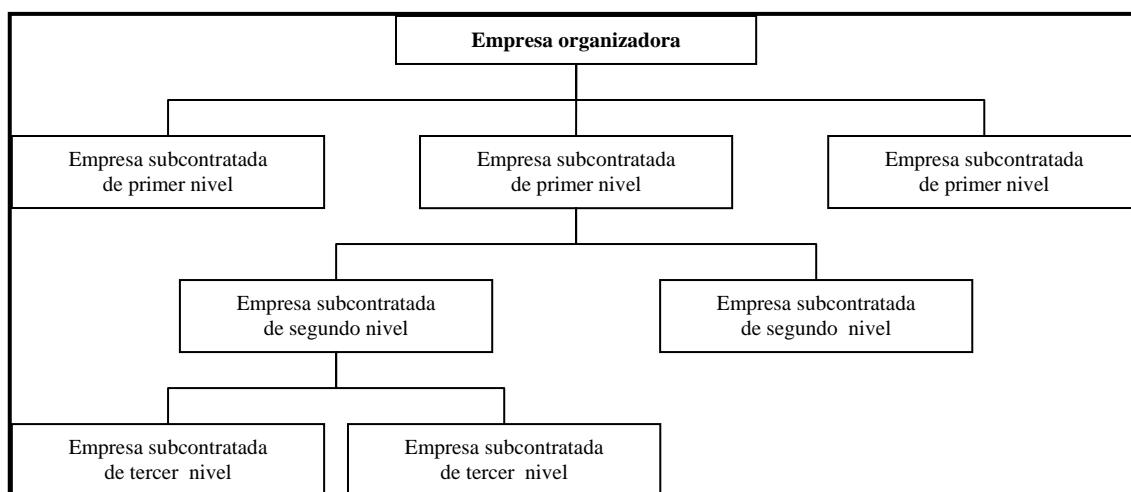 Empresa organizadora
Empresa subcontratada
de primer nivel
Empresa subcontratada
de primer nivel
Empresa subcontratada
de primer nivel
Empresa subcontratada
de segundo nivel
Empresa subcontratada
de segundo nivel
Empresa subcontratada
de tercer nivel
Empresa subcontratada
de tercer nivel